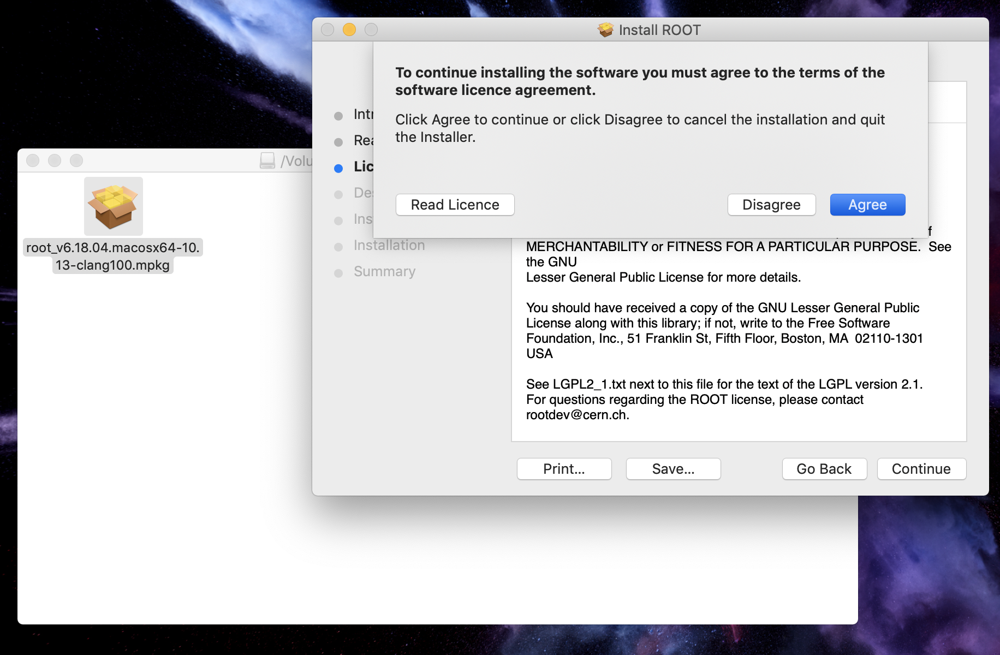 Install ROOT
To continue installing the software you must agree to the terms of the
software licence agreement.
Click Agree to continue or click Disagree to cancel the installation and quit
the Installer.
Read Licence
Disagree
Agree
Installation
Summary
MERCHANTABILITY or FITNESS FOR A PARTICULAR PURPOSE.  See
the GNU
Lesser General Public License for more details.
You should have received a copy of the GNU Lesser General Public
License along with this library; if not, write to the Free Software
Foundation, Inc., 51 Franklin St, Fifth Floor, Boston, MA  02110-1301
USA
See LGPL2_1.txt next to this file for the text of the LGPL version 2.1.
For questions regarding the ROOT license, please contact
rootdev@cern.ch.
Print...
Save...
Go Back
Continue
root_v6.18.04.macosx64-10.
13-clang100.mpkg